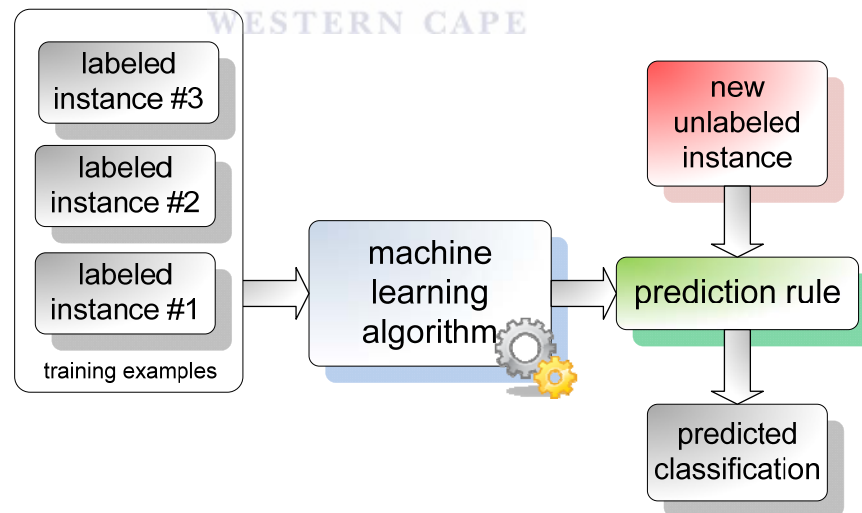 WESTERN CAPE
labeled
instance #3
labeled
instance #2
labeled
instance #1
training examples
machine
learning
algorithm
new
unlabeled
instance
prediction rule
predicted
classification